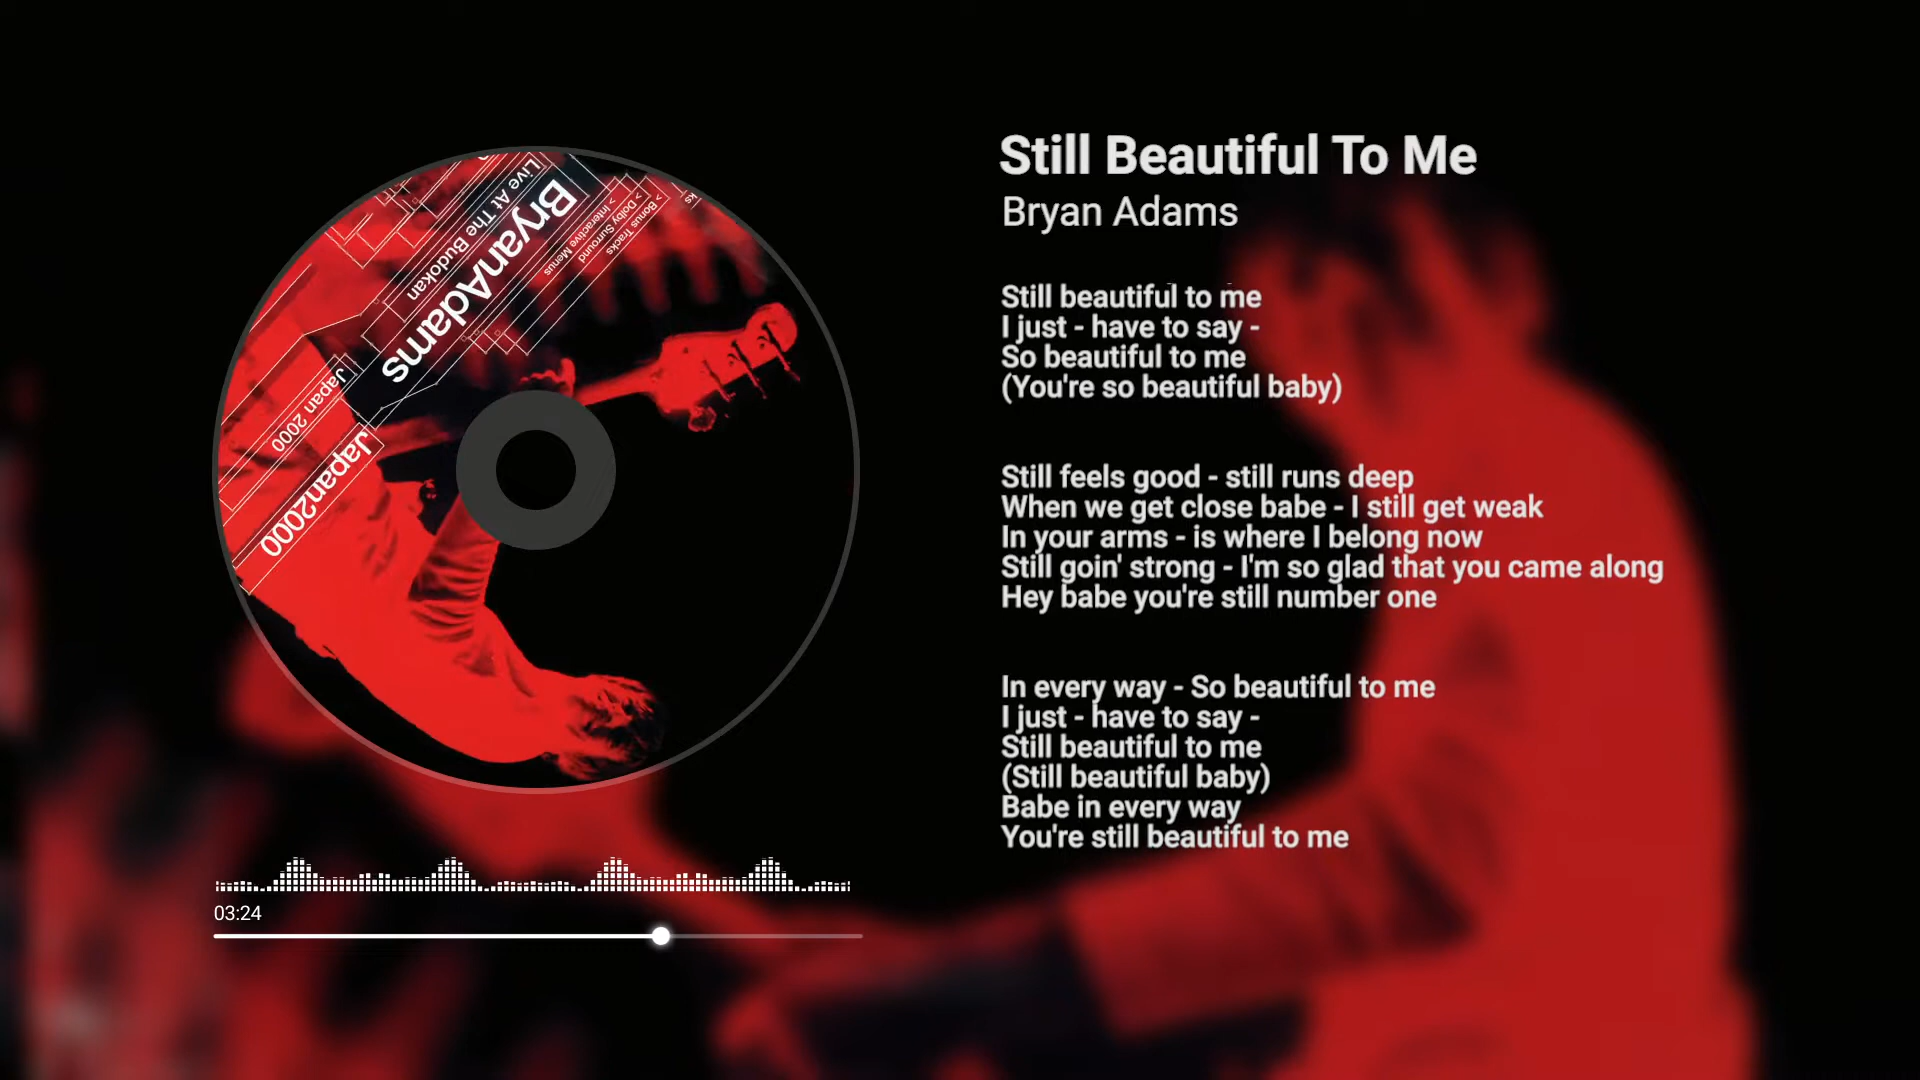 Still Beautiful To Me
Bryan Adams
Still beautiful to me
I just - have to say -
So beautiful to me
(You're so beautiful baby)
Still feels good - still runs deep
When we get close babe - I still get weak
In your arms - is where I belong now
Still goin' strong - I'm so glad that you came along
Hey babe you're still number one
In every way - So beautiful to me
I just - have to say -
Still beautiful to me
(Still beautiful baby)
Babe in every way
You're still beautiful to me
Live At The Budokan
BryanAdams
> Bonus Tracks
> Dolby Surround
> Interactive Menus
Japan 2000
Japan2000
03:24